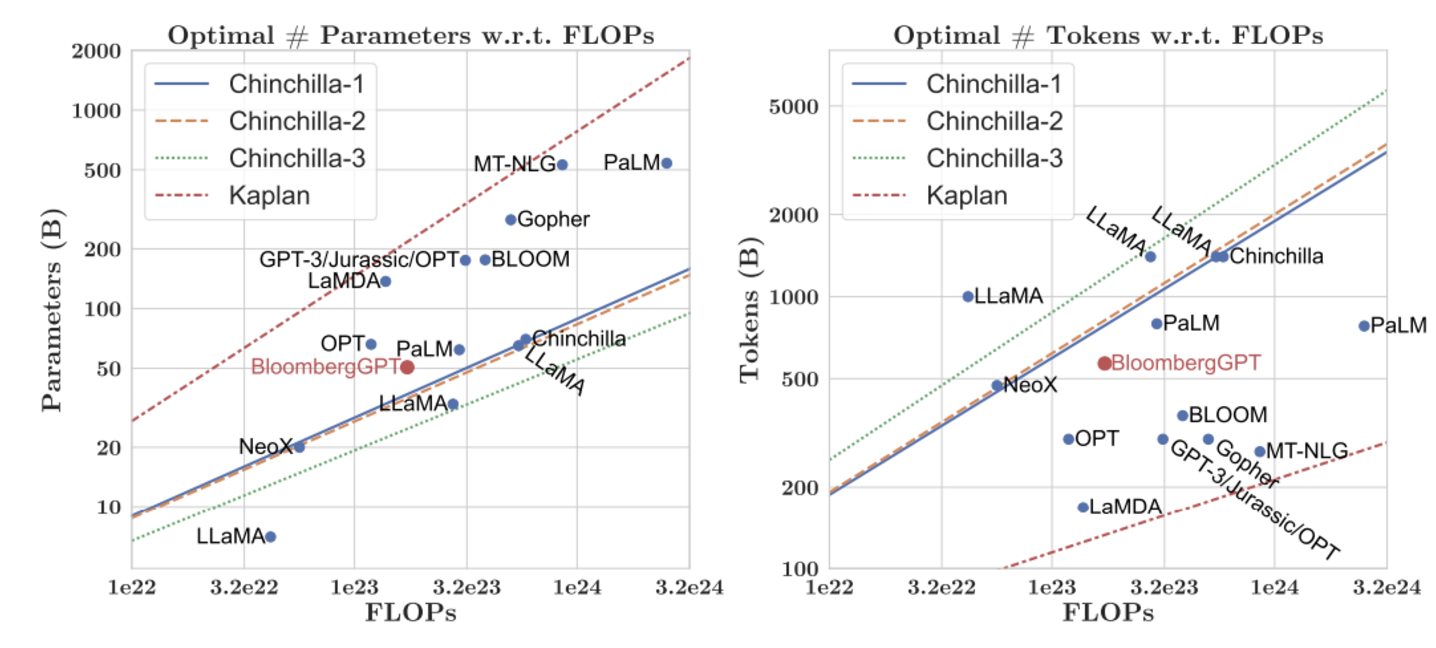 Optimal # Parameters w.r.t. FLOPs
Parameters (B)
2000
1000
500
200
100
50
20
10
Chinchilla-1
Chinchilla-2
Chinchilla-3
Kaplan
MT-NLG
PaLM
Gopher
GPT-3/Jurassic/OPT
BLOOM
LaMDA
OPT
PaLM
Chinchilla
BloombergGPT
LLaMA
LLaMA
NeoX
LLaMA
1e22
3.2e22
1e23
3.2e23
1e24
3.2e24
FLOPs
Optimal # Tokens w.r.t. FLOPs
Tokens (B)
5000
2000
1000
500
200
100
Chinchilla-1
Chinchilla-2
Chinchilla-3
Kaplan
LLaMA
LLaMA
Chinchilla
LLaMA
PaLM
PaLM
BloombergGPT
NeoX
BLOOM
OPT
GPT-3/Jurassic/OPT
Gopher
MT-NLG
LaMDA
1e22
3.2e22
1e23
3.2e23
1e24
3.2e24
FLOPs